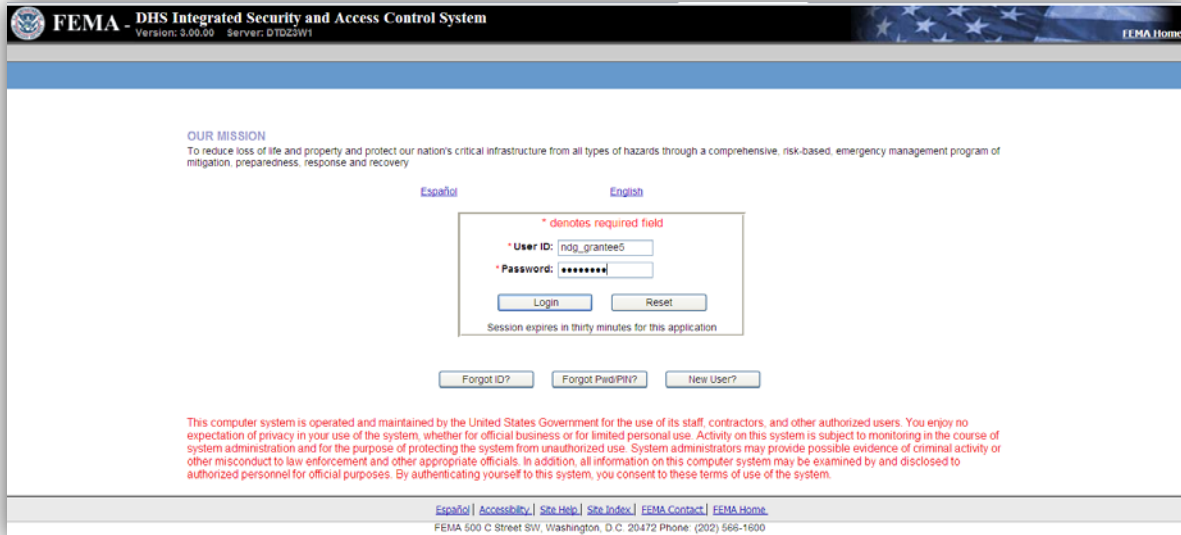 FEMA - DHS Integrated Security and Access Control System
Version: 3.00.00 Server: DTDZ3W1
FEMA Home
OUR MISSION
To reduce loss of life and property and protect our nation's critical infrastructure from all types of hazards through a comprehensive, risk-based, emergency management program of
mitigation, preparedness, response and recovery
Español English
* denotes required field
* User ID: ndg_grantee5
* Password: ••••••••
Login Reset
Session expires in thirty minutes for this application
Forgot ID? Forgot Pwd/PIN? New User?
This computer system is operated and maintained by the United States Government for the use of its staff, contractors, and other authorized users. You enjoy no
expectation of privacy in your use of the system, whether for official business or for limited personal use. Activity on this system is subject to monitoring in the course of
system administration and for the purpose of protecting the system from unauthorized use. System administrators may provide possible evidence of criminal activity or
other misconduct to law enforcement and other appropriate officials. In addition, all information on this computer system may be examined by and disclosed to
authorized personnel for official purposes. By authenticating yourself to this system, you consent to these terms of use of the system.
Español | Accessibility | Site Help | Site Index | FEMA Contact | FEMA Home
FEMA 500 C Street SW, Washington, D.C. 20472 Phone: (202) 566-1600